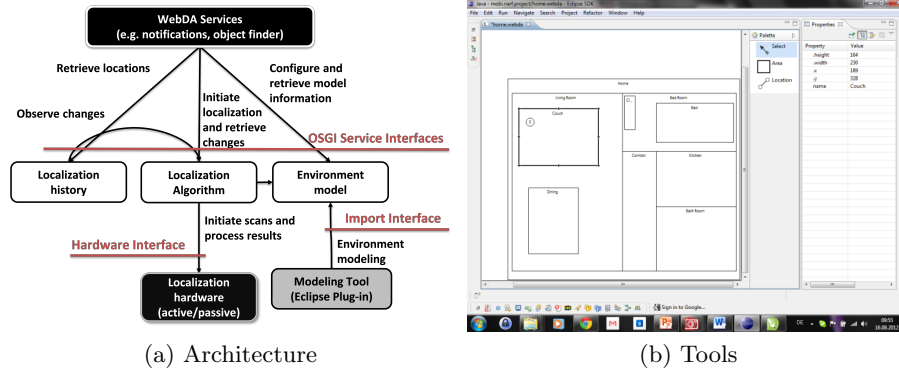 WebDA Services
(e.g. notifications, object finder)
Retrieve locations
Configure and
retrieve model
information
Observe changes
Initiate
localization
and retrieve
changes
OSGI Service Interfaces
Localization
history
Localization
Algorithm
Environment
model
Initiate scans and
process results
Import Interface
Hardware Interface
Environment
modeling
Localization
hardware
(active/passive)
Modeling Tool
(Eclipse Plug-in)
(a) Architecture
Java - mobi.narf.project/home.webda - Eclipse SDK
File Edit Run Navigate Search Project Refactor Window Help
*home.webda
Palette
Select
Area
Location
Properties
Property Value
.height 164
.width 230
.x 189
.y 328
name Couch
Home
Living Room
Couch
Bed Room
Bed
Corridor
Kitchen
Dining
Bath Room
Sign in to Google...
DE
09:55
16.08.2012
(b) Tools